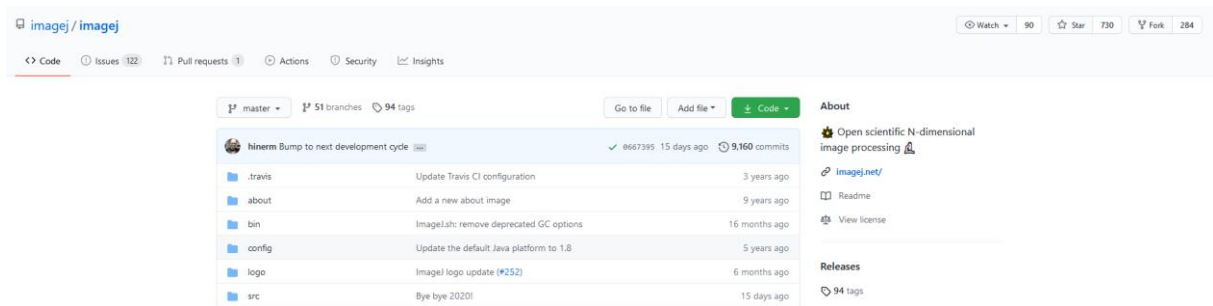 imagej / imagej
Watch 90 Star 730 Fork 284
Code Issues 122 Pull requests 1 Actions Security Insights
master 51 branches 94 tags Go to file Add file Code About
Open scientific N-dimensional
image processing
hinerm Bump to next development cycle ... 0667395 15 days ago 9,160 commits
imagej.net/
.travis Update Travis CI configuration 3 years ago
about Add a new about image 9 years ago
Readme
bin ImageJ.sh: remove deprecated GC options 16 months ago
View license
config Update the default Java platform to 1.8 5 years ago
Releases
logo ImageJ logo update (#252) 6 months ago
94 tags
src Bye bye 2020! 15 days ago